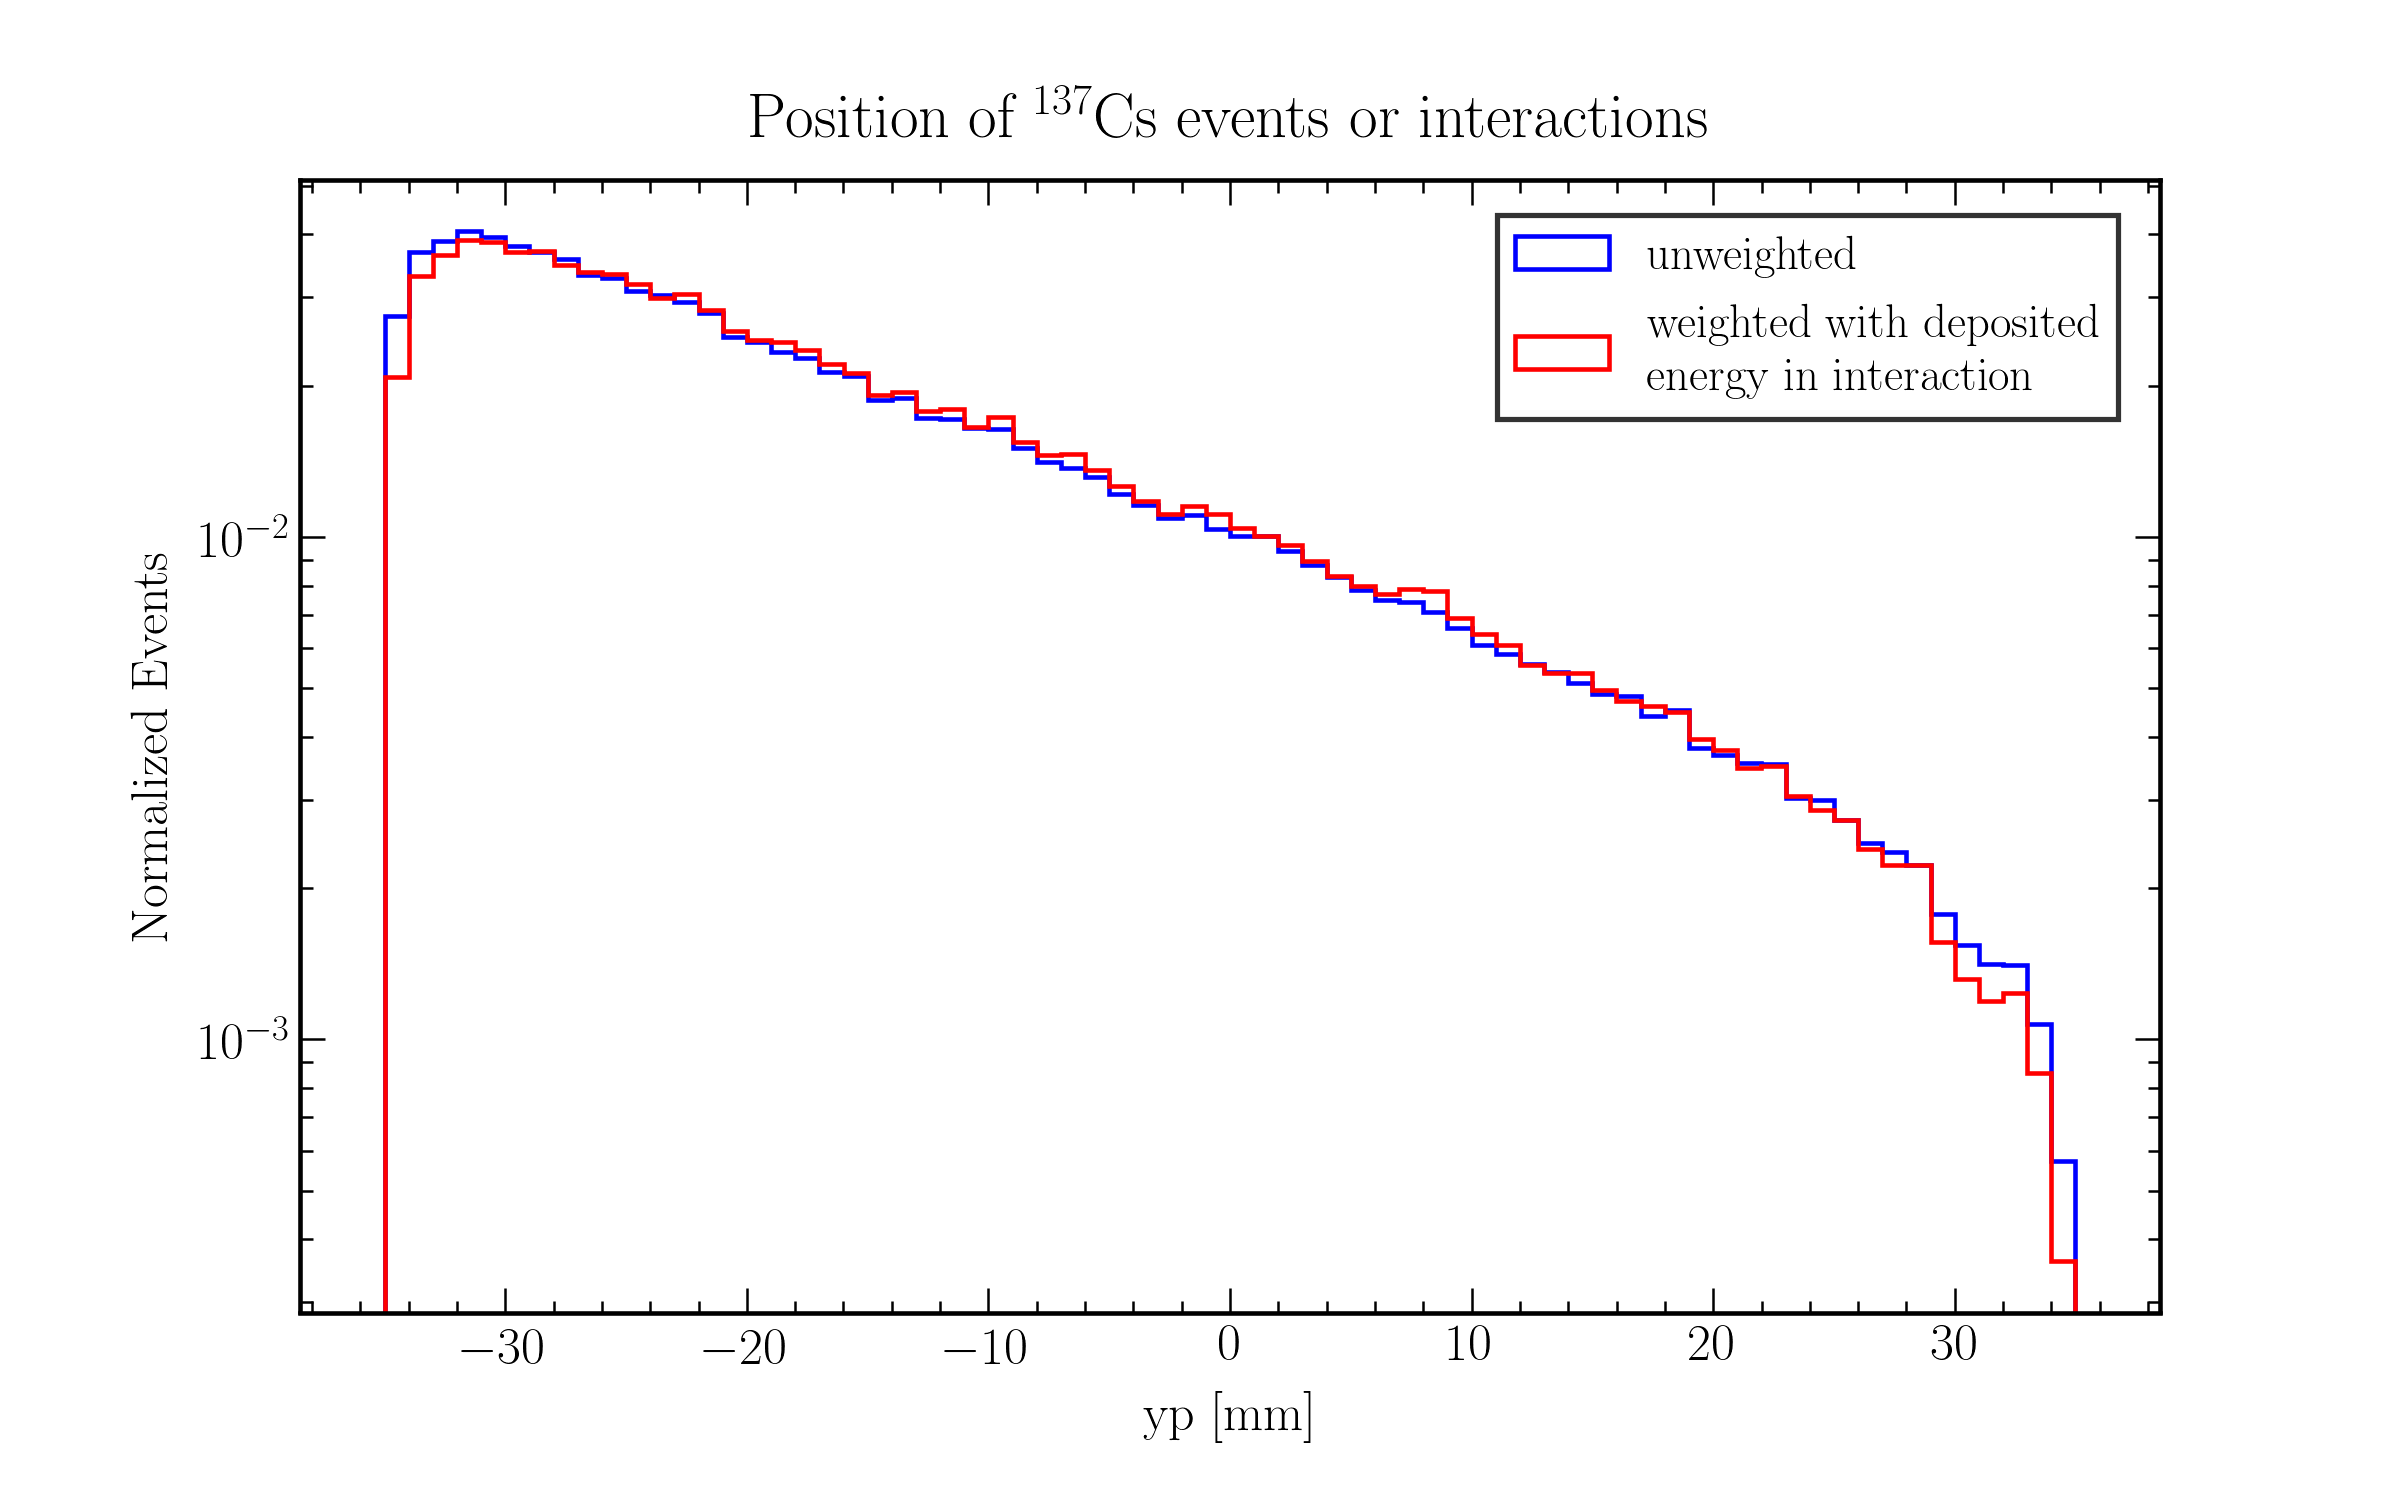 Position of ¹³⁷Cs events or interactions
unweighted
weighted with deposited
energy in interaction
Normalized Events
10⁻²
10⁻³
−30 −20 −10 0 10 20 30
yp [mm]